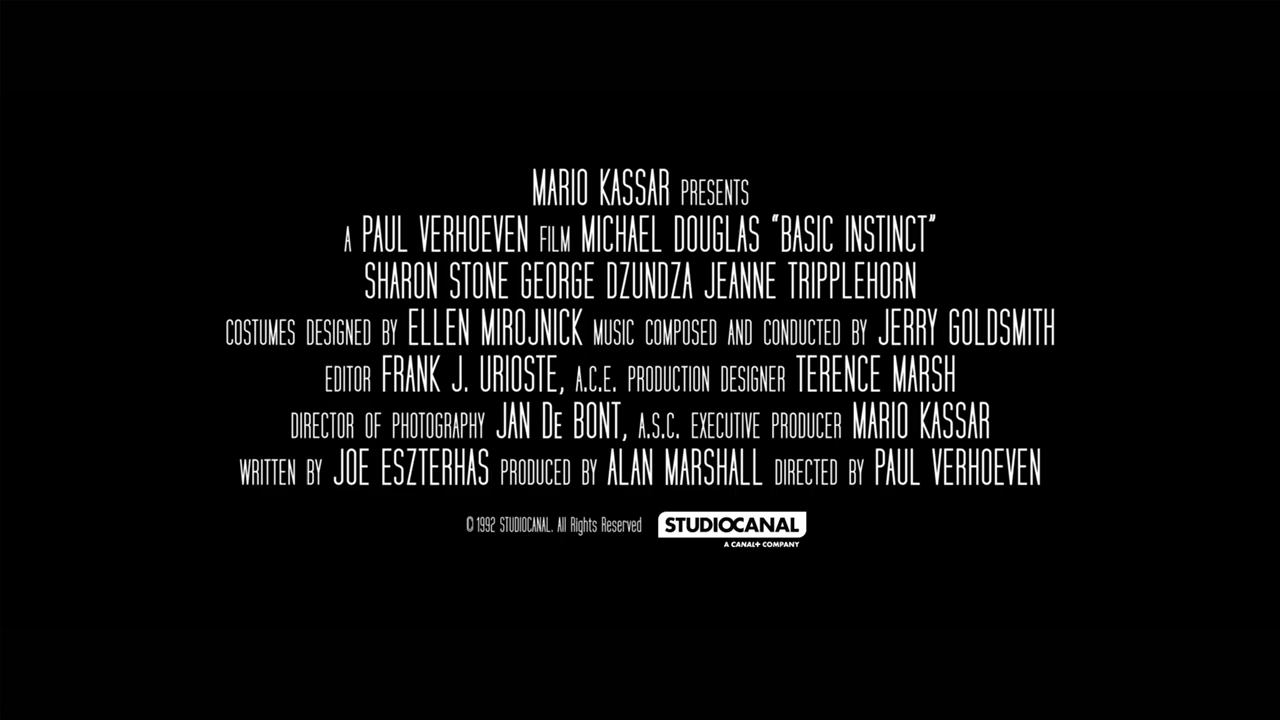 MARIO KASSAR PRESENTS
A PAUL VERHOEVEN FILM MICHAEL DOUGLAS "BASIC INSTINCT"
SHARON STONE GEORGE DZUNDZA JEANNE TRIPPLEHORN
COSTUMES DESIGNED BY ELLEN MIROJNICK MUSIC COMPOSED AND CONDUCTED BY JERRY GOLDSMITH
EDITOR FRANK J. URIOSTE, A.C.E. PRODUCTION DESIGNER TERENCE MARSH
DIRECTOR OF PHOTOGRAPHY JAN De BONT, A.S.C. EXECUTIVE PRODUCER MARIO KASSAR
WRITTEN BY JOE ESZTERHAS PRODUCED BY ALAN MARSHALL DIRECTED BY PAUL VERHOEVEN
© 1992 STUDIOCANAL. All Rights Reserved STUDIOCANAL
A CANAL+ COMPANY